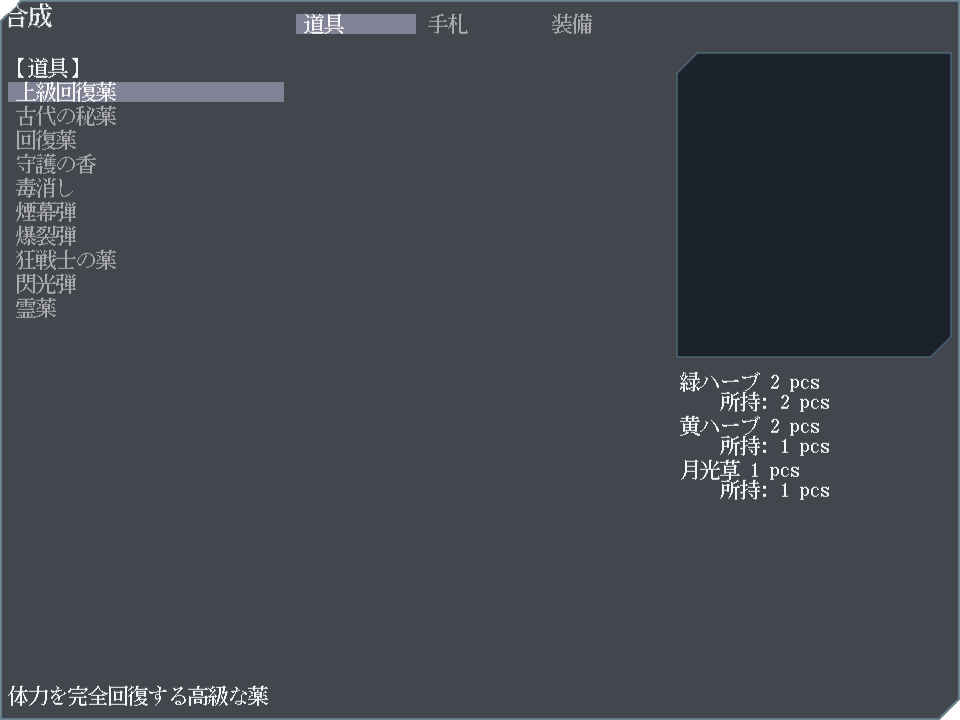 合成
道具 手札 装備
【道具】
上級回復薬
古代の秘薬
回復薬
守護の香
毒消し
煙幕弾
爆裂弾
狂戦士の薬
閃光弾
霊薬
緑ハーブ 2 pcs
所持: 2 pcs
黄ハーブ 2 pcs
所持: 1 pcs
月光草 1 pcs
所持: 1 pcs
体力を完全回復する高級な薬